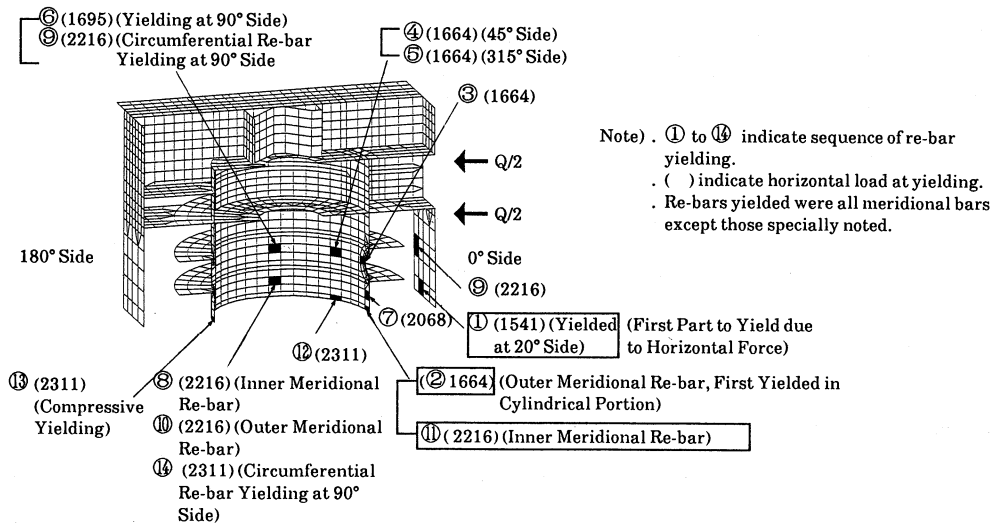 ⑥(1695)(Yielding at 90° Side)
⑨(2216)(Circumferential Re-bar
Yielding at 90° Side
④(1664)(45° Side)
⑤(1664)(315° Side)
③(1664)
Q/2
Q/2
Note) . ① to ⑭ indicate sequence of re-bar
yielding.
. ( ) indicate horizontal load at yielding.
. Re-bars yielded were all meridional bars
except those specially noted.
180° Side
0° Side
⑨(2216)
⑦(2068)
①(1541)(Yielded
at 20° Side)
(First Part to Yield due
to Horizontal Force)
⑫(2311)
⑬(2311)
(Compressive
Yielding)
⑧(2216)(Inner Meridional
Re-bar)
⑩(2216)(Outer Meridional
Re-bar)
⑭(2311)(Circumferential
Re-bar Yielding at 90°
Side)
(②1664)
(Outer Meridional Re-bar, First Yielded in
Cylindrical Portion)
⑪(2216)(Inner Meridional Re-bar)